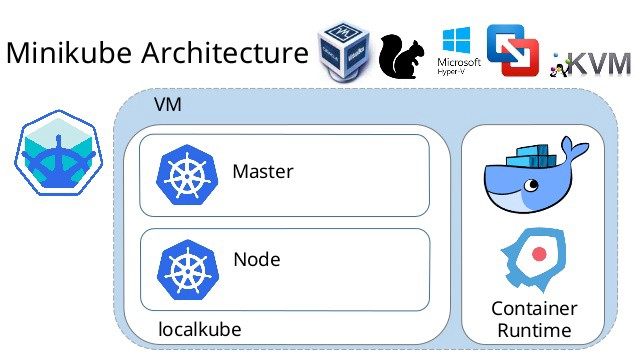 Minikube Architecture
Microsoft
Hyper-V
KVM
VM
Master
Node
localkube
Container
Runtime